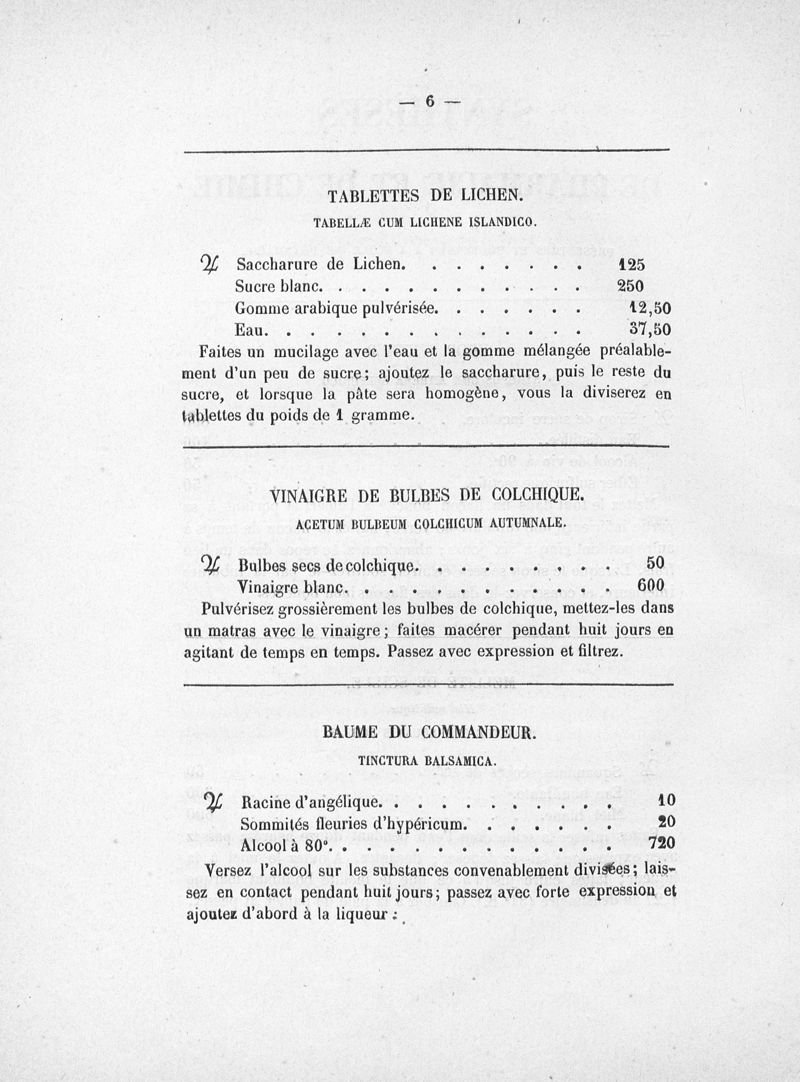 — 6 —
TABLETTES DE LICHEN.
TABELLÆ CUM LICHENE ISLANDICO.
♃ Saccharure de Lichen. . . . . . . . 125
Sucre blanc. . . . . . . . . . . . 250
Gomme arabique pulvérisée. . . . . . . 12,50
Eau. . . . . . . . . . . . . . 37,50
Faites un mucilage avec l'eau et la gomme mélangée préalable-
ment d'un peu de sucre; ajoutez le saccharure, puis le reste du
sucre, et lorsque la pâte sera homogène, vous la diviserez en
tablettes du poids de 1 gramme.
VINAIGRE DE BULBES DE COLCHIQUE.
ACETUM BULBEUM COLCHICUM AUTUMNALE.
♃ Bulbes secs de colchique. . . . . . . . . 50
Vinaigre blanc. . . . . . . . . . . . 600
Pulvérisez grossièrement les bulbes de colchique, mettez-les dans
un matras avec le vinaigre; faites macérer pendant huit jours en
agitant de temps en temps. Passez avec expression et filtrez.
BAUME DU COMMANDEUR.
TINCTURA BALSAMICA.
♃ Racine d'angélique. . . . . . . . . . 10
Sommités fleuries d'hypéricum. . . . . . . 20
Alcool à 80°. . . . . . . . . . . . . 720
Versez l'alcool sur les substances convenablement divisées; lais-
sez en contact pendant huit jours; passez avec forte expression et
ajoutez d'abord à la liqueur :